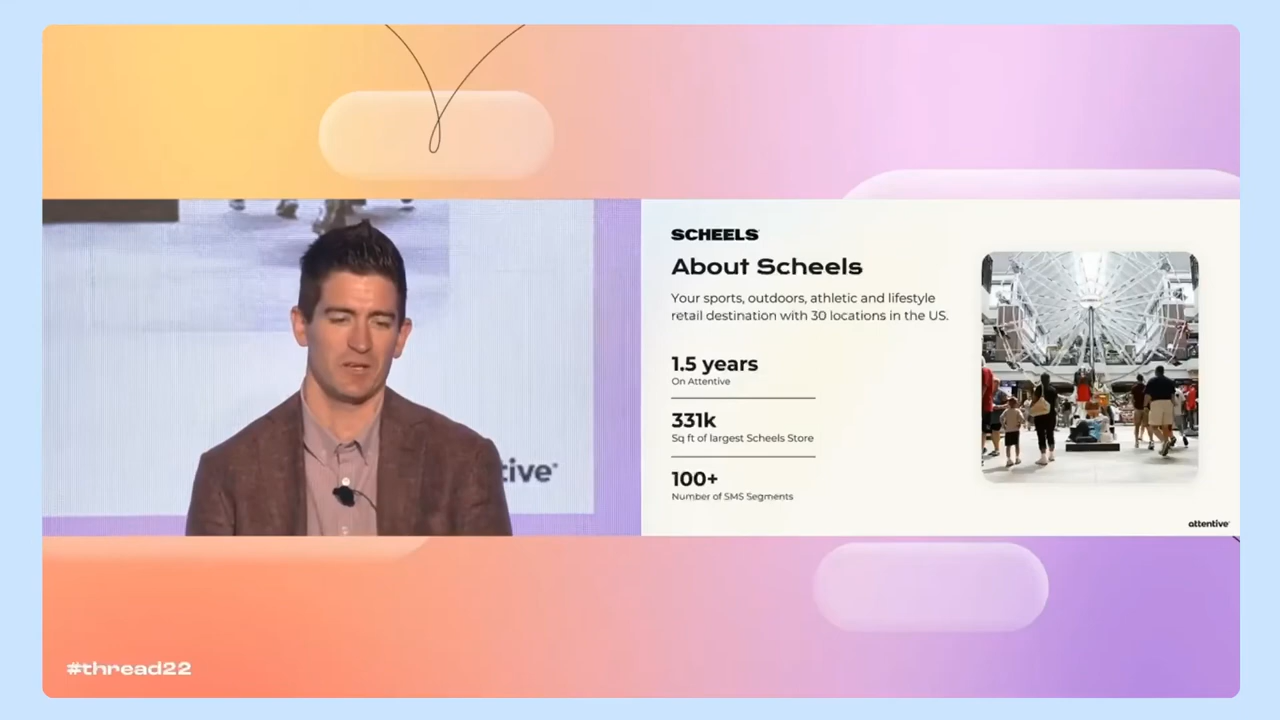 SCHEELS
About Scheels
Your sports, outdoors, athletic and lifestyle
retail destination with 30 locations in the US.
1.5 years
On Attentive
331k
Sq ft of largest Scheels Store
100+
Number of SMS Segments
attentive
tive
#thread22